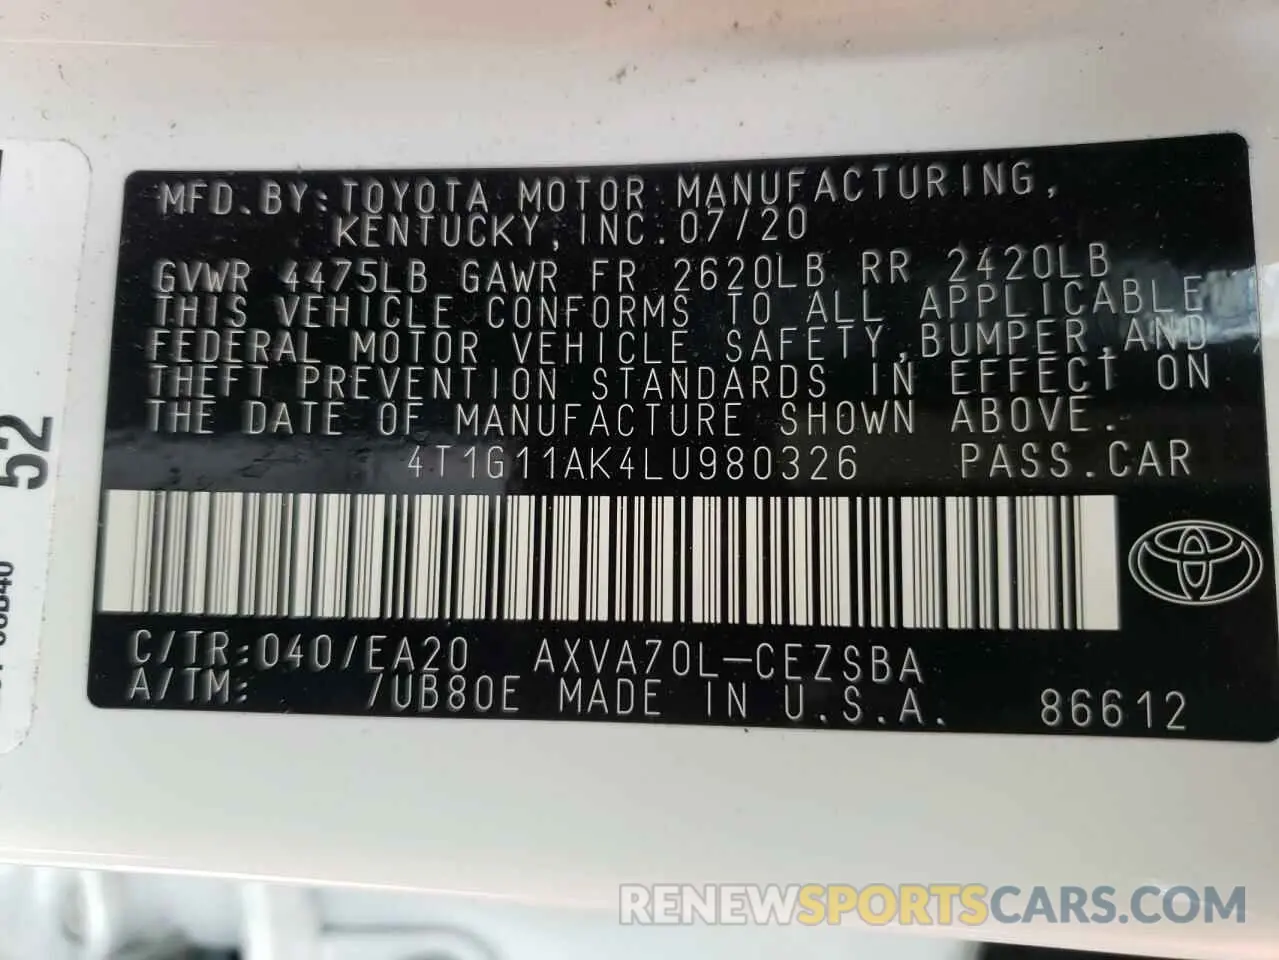 MFD.BY:TOYOTA MOTOR MANUFACTURING,
KENTUCKY,INC.07/20
GVWR 4475LB GAWR FR 2620LB RR 2420LB
THIS VEHICLE CONFORMS TO ALL APPLICABLE
FEDERAL MOTOR VEHICLE SAFETY,BUMPER,AND
THEFT PREVENTION STANDARDS IN EFFECT ON
THE DATE OF MANUFACTURE SHOWN ABOVE.
4T1G11AK4LU980326 PASS.CAR
C/TR:040/EA20 AXVA70L-CEZSBA
A/TM: /UB80E MADE IN U.S.A. 86612
52
RENEWSPORTSCARS.COM